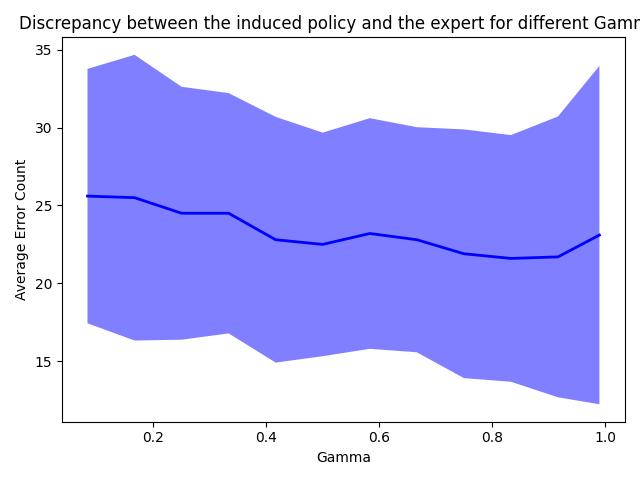 Discrepancy between the induced policy and the expert for different Gamm
35
30
25
20
15
Average Error Count
0.2 0.4 0.6 0.8 1.0
Gamma